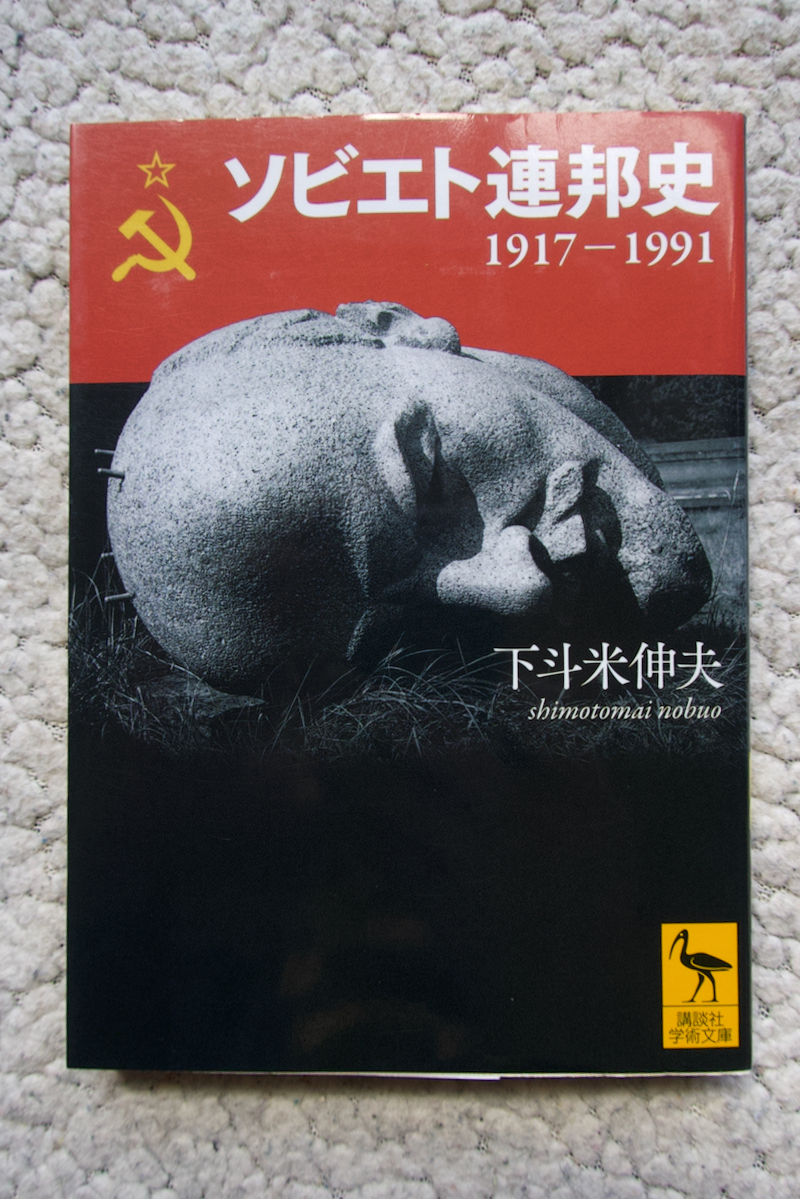 ソビエト連邦史
1917－1991
下斗米伸夫
shimotomai nobuo
講談社
学術文庫